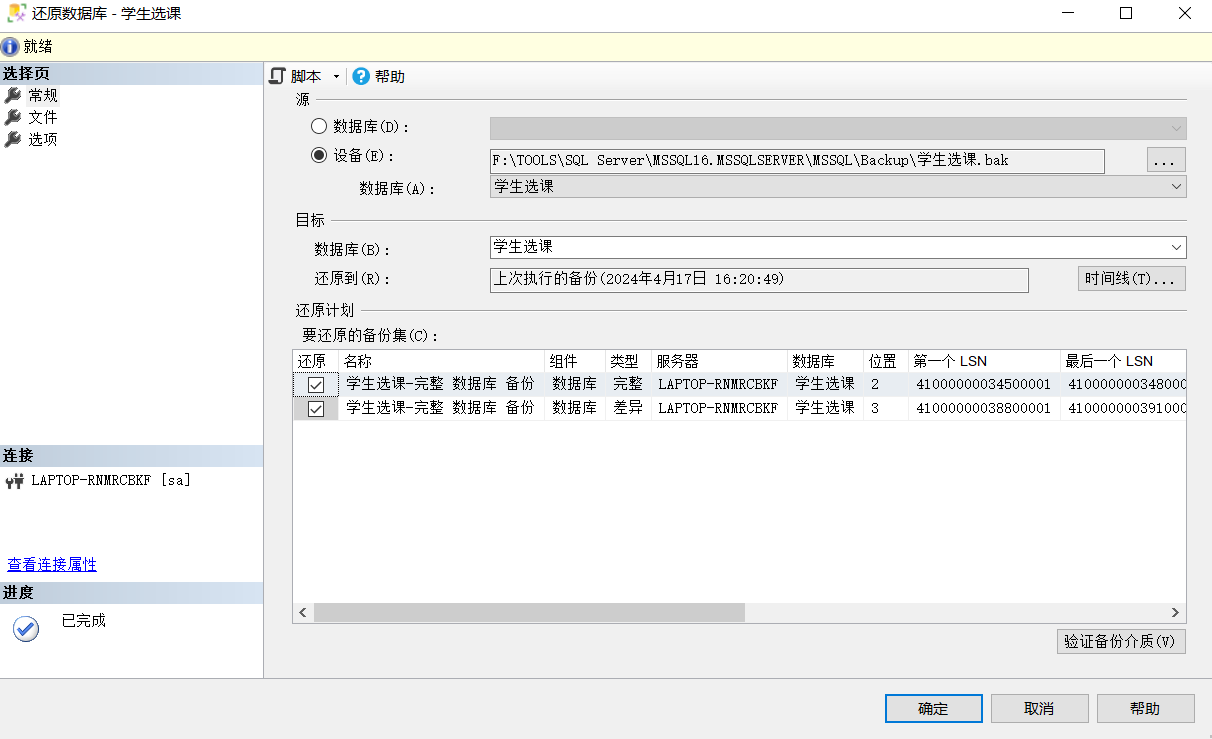 还原数据库 - 学生选课
就绪
选择页
常规
文件
选项
脚本 帮助
源
数据库(D):
设备(E): F:\TOOLS\SQL Server\MSSQL16.MSSQLSERVER\MSSQL\Backup\学生选课.bak ...
数据库(A): 学生选课
目标
数据库(B): 学生选课
还原到(R): 上次执行的备份(2024年4月17日 16:20:49) 时间线(T)...
还原计划
要还原的备份集(C):
还原 名称 组件 类型 服务器 数据库 位置 第一个 LSN 最后一个 LSN
学生选课-完整 数据库 备份 数据库 完整 LAPTOP-RNMRCBKF 学生选课 2 41000000034500001 4100000003480​0​0
学生选课-完整 数据库 备份 数据库 差异 LAPTOP-RNMRCBKF 学生选课 3 41000000038800001 41000000039100​0
连接
LAPTOP-RNMRCBKF [sa]
查看连接属性
进度
已完成
验证备份介质(V)
确定 取消 帮助